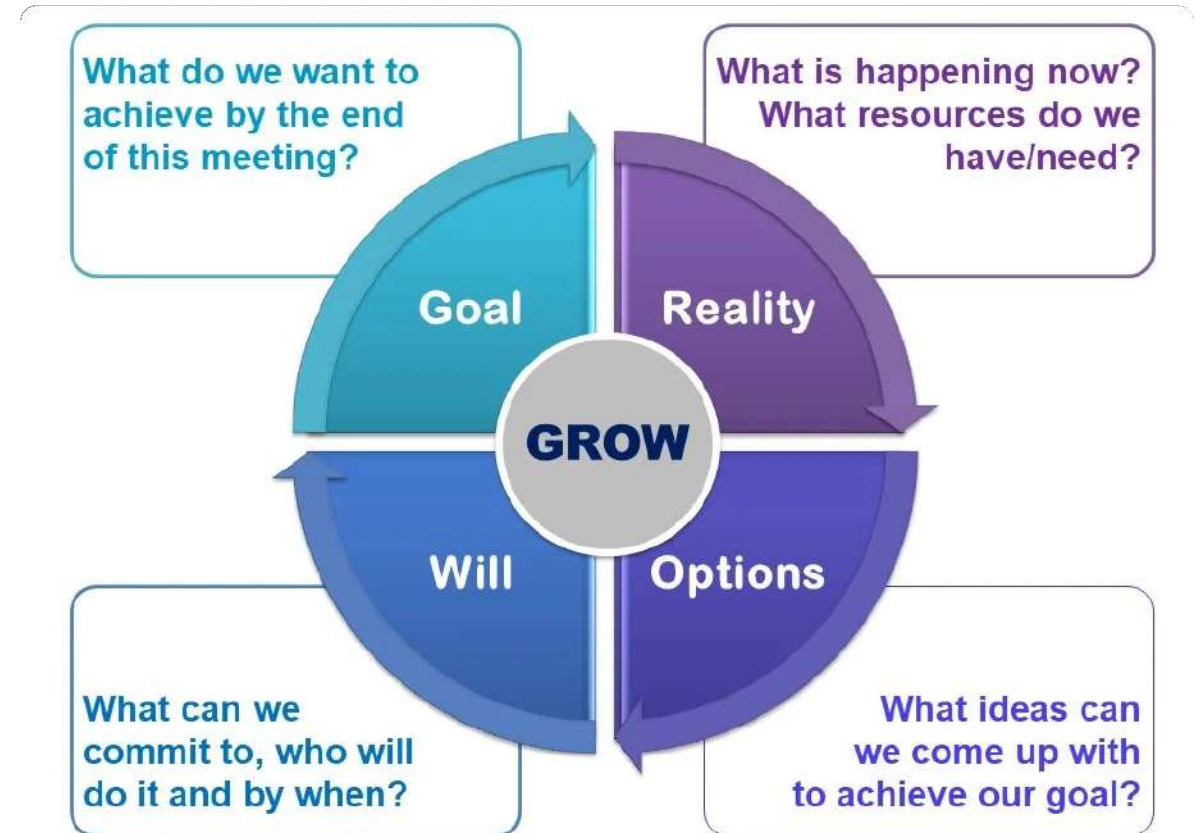 What do we want to
achieve by the end
of this meeting?
What is happening now?
What resources do we
have/need?
Goal
Reality
GROW
Will
Options
What can we
commit to, who will
do it and by when?
What ideas can
we come up with
to achieve our goal?